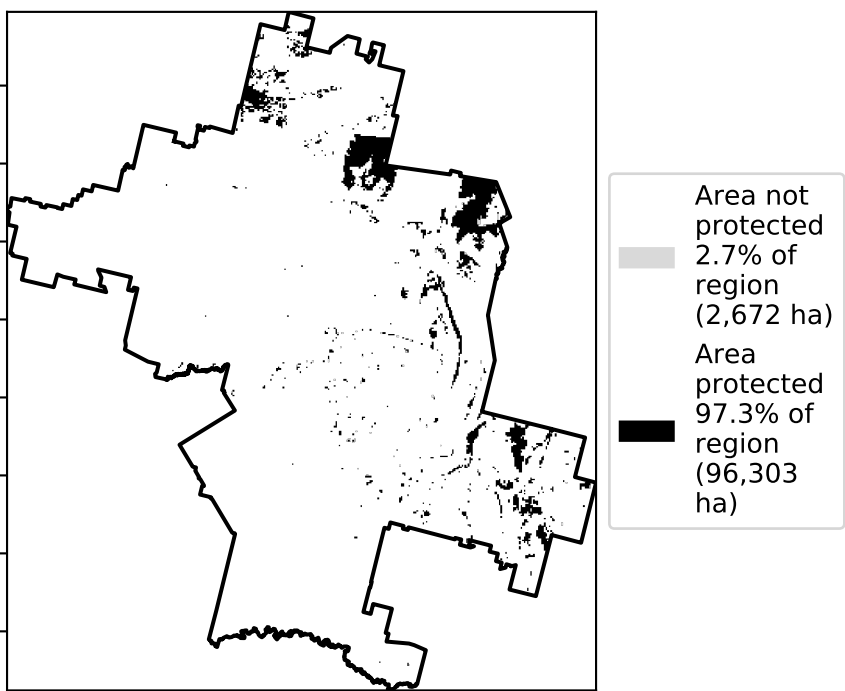 Area not
protected
2.7% of
region
(2,672 ha)
Area
protected
97.3% of
region
(96,303
ha)